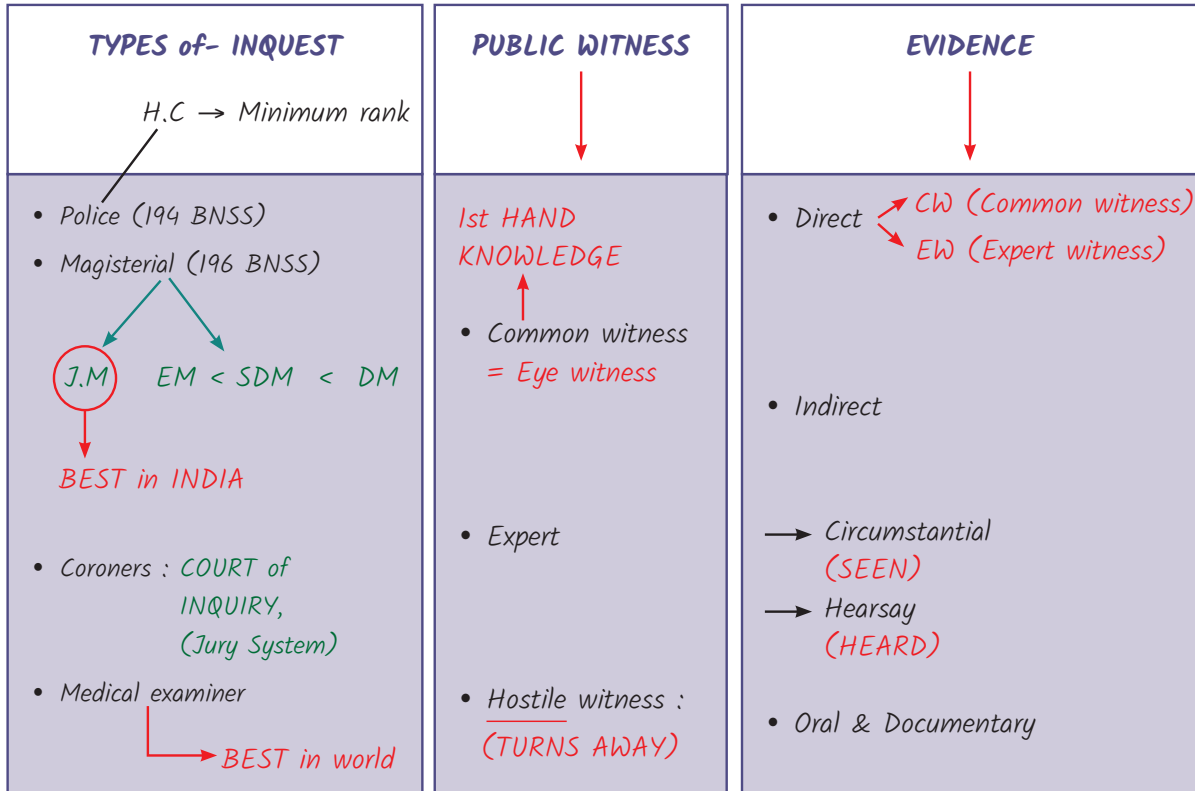 TYPES of- INQUEST
H.C → Minimum rank
• Police (194 BNSS)
• Magisterial (196 BNSS)
J.M EM < SDM < DM
BEST in INDIA
• Coroners : COURT of
INQUIRY,
(Jury System)
• Medical examiner
BEST in world
PUBLIC WITNESS
1st HAND
KNOWLEDGE
• Common witness
= Eye witness
• Expert
• Hostile witness :
(TURNS AWAY)
EVIDENCE
• Direct
CW (Common witness)
EW (Expert witness)
• Indirect
→ Circumstantial
(SEEN)
→ Hearsay
(HEARD)
• Oral & Documentary